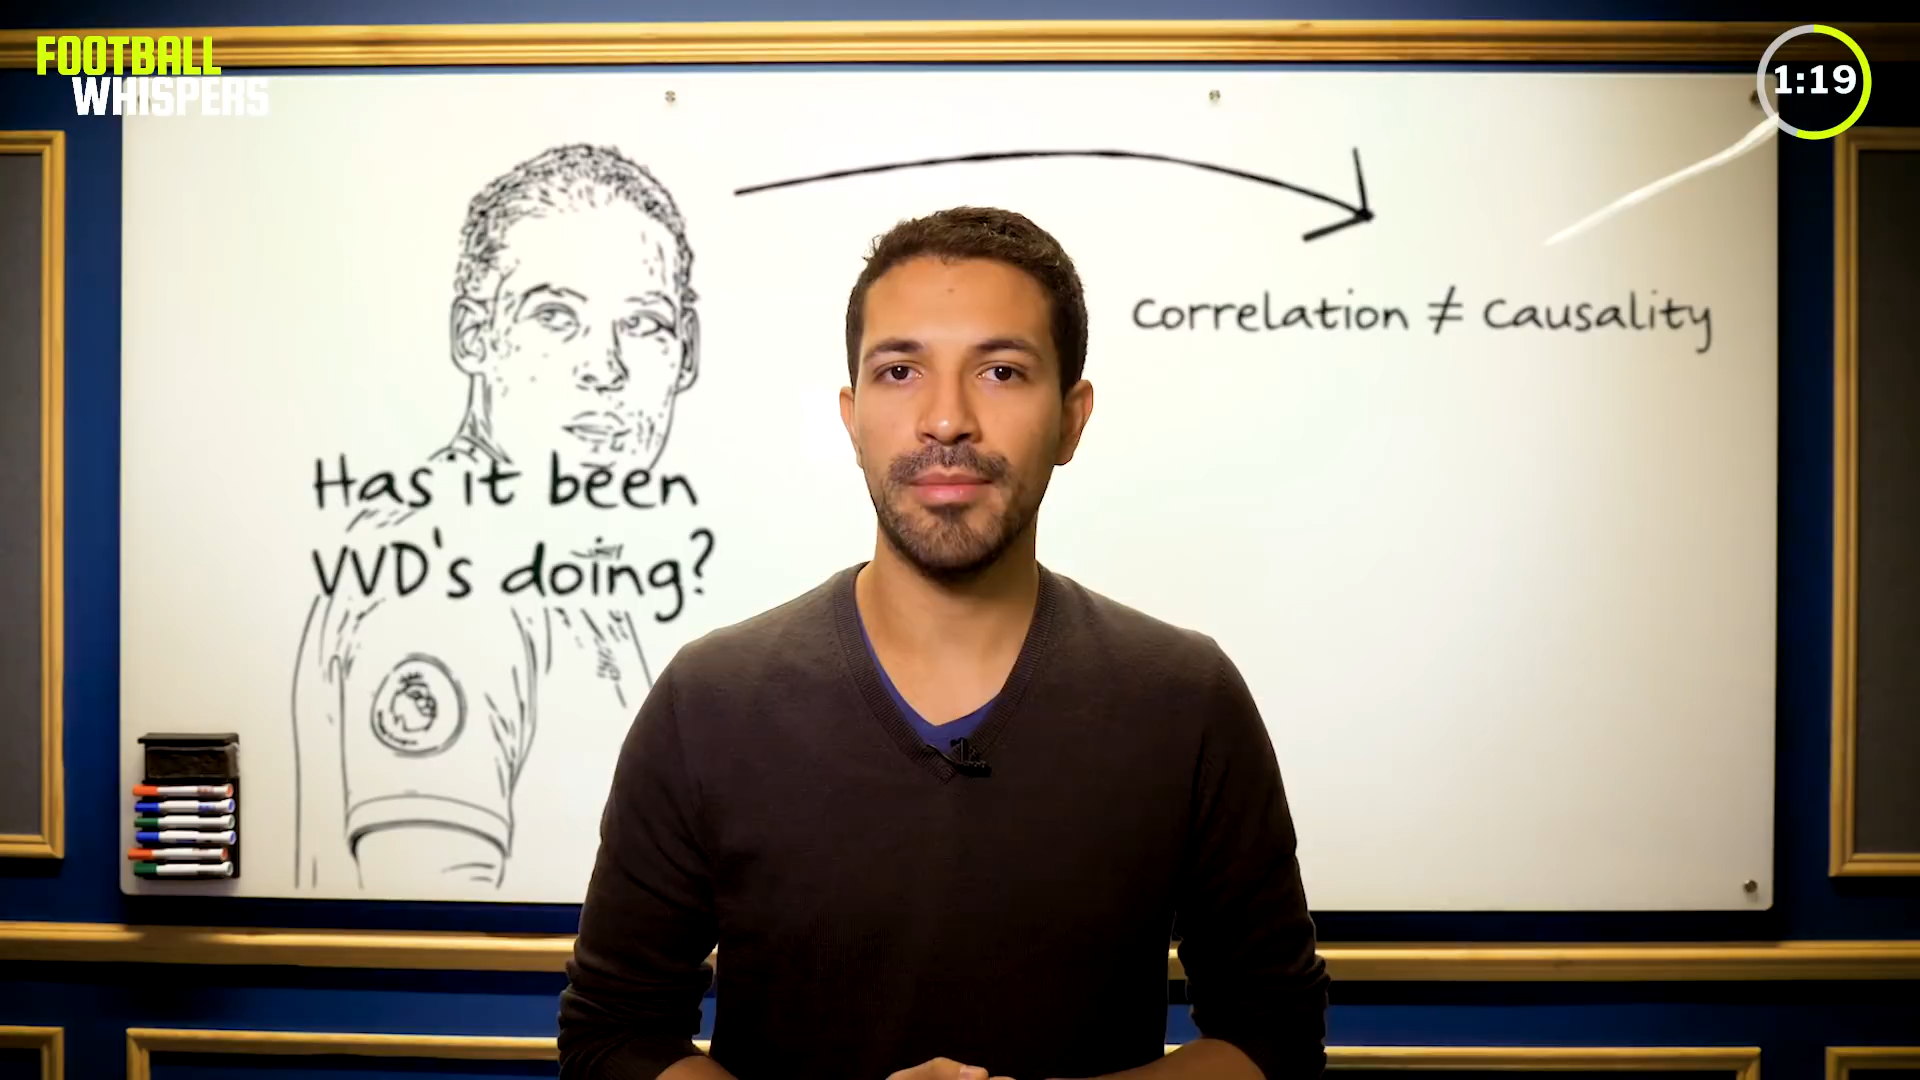 FOOTBALL
WHISPERS
1:19
Correlation ≠ Causality
Has it been
VVD's doing?